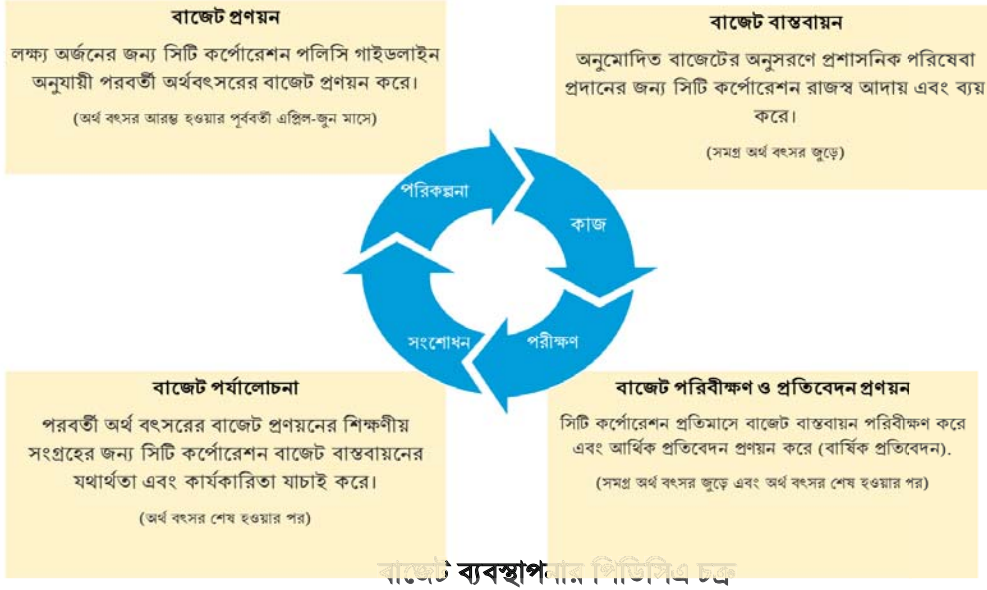 বাজেট প্রণয়ন
লক্ষ্য অর্জনের জন্য সিটি কর্পোরেশন পলিসি গাইডলাইন
অনুযায়ী পরবর্তী অর্থবৎসরের বাজেট প্রণয়ন করে।
(অর্থ বৎসর আরম্ভ হওয়ার পূর্ববর্তী এপ্রিল-জুন মাসে)
বাজেট বাস্তবায়ন
অনুমোদিত বাজেটের অনুসরণে প্রশাসনিক পরিষেবা
প্রদানের জন্য সিটি কর্পোরেশন রাজস্ব আদায় এবং ব্যয়
করে।
(সমগ্র অর্থ বৎসর জুড়ে)
পরিকল্পনা
কাজ
সংশোধন
পরীক্ষণ
বাজেট পর্যালোচনা
পরবর্তী অর্থ বৎসরের বাজেট প্রণয়নের শিক্ষণীয়
সংগ্রহের জন্য সিটি কর্পোরেশন বাজেট বাস্তবায়নের
যথার্থতা এবং কার্যকারিতা যাচাই করে।
(অর্থ বৎসর শেষ হওয়ার পর)
বাজেট পরিবীক্ষণ ও প্রতিবেদন প্রণয়ন
সিটি কর্পোরেশন প্রতিমাসে বাজেট বাস্তবায়ন পরিবীক্ষণ করে
এবং আর্থিক প্রতিবেদন প্রণয়ন করে (বার্ষিক প্রতিবেদন).
(সমগ্র অর্থ বৎসর জুড়ে এবং অর্থ বৎসর শেষ হওয়ার পর)
বাজেট ব্যবস্থাপনার পিডিসিএ চক্র